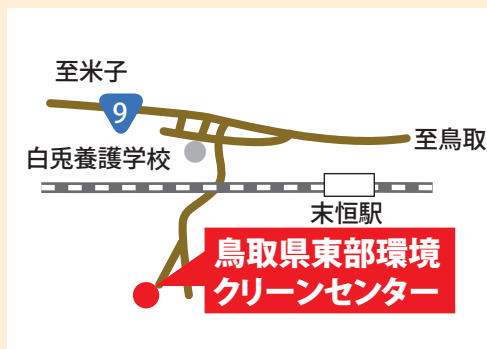 至米子
9
至鳥取
白兎養護学校
末恒駅
鳥取県東部環境
クリーンセンター